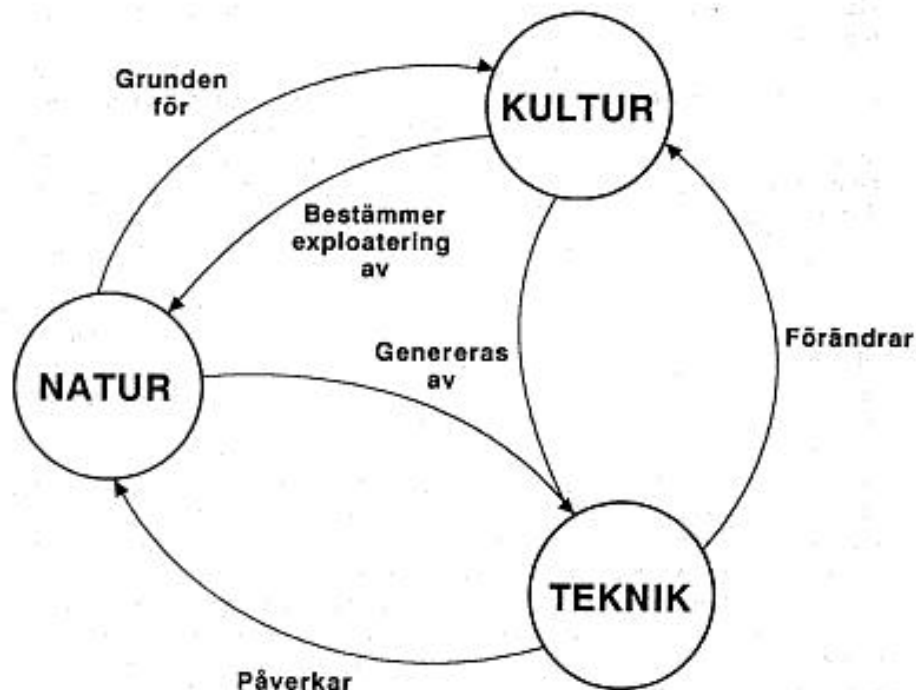 Grunden
för
KULTUR
Bestämmer
exploatering
av
Genereras
av
Förändrar
NATUR
TEKNIK
Påverkar